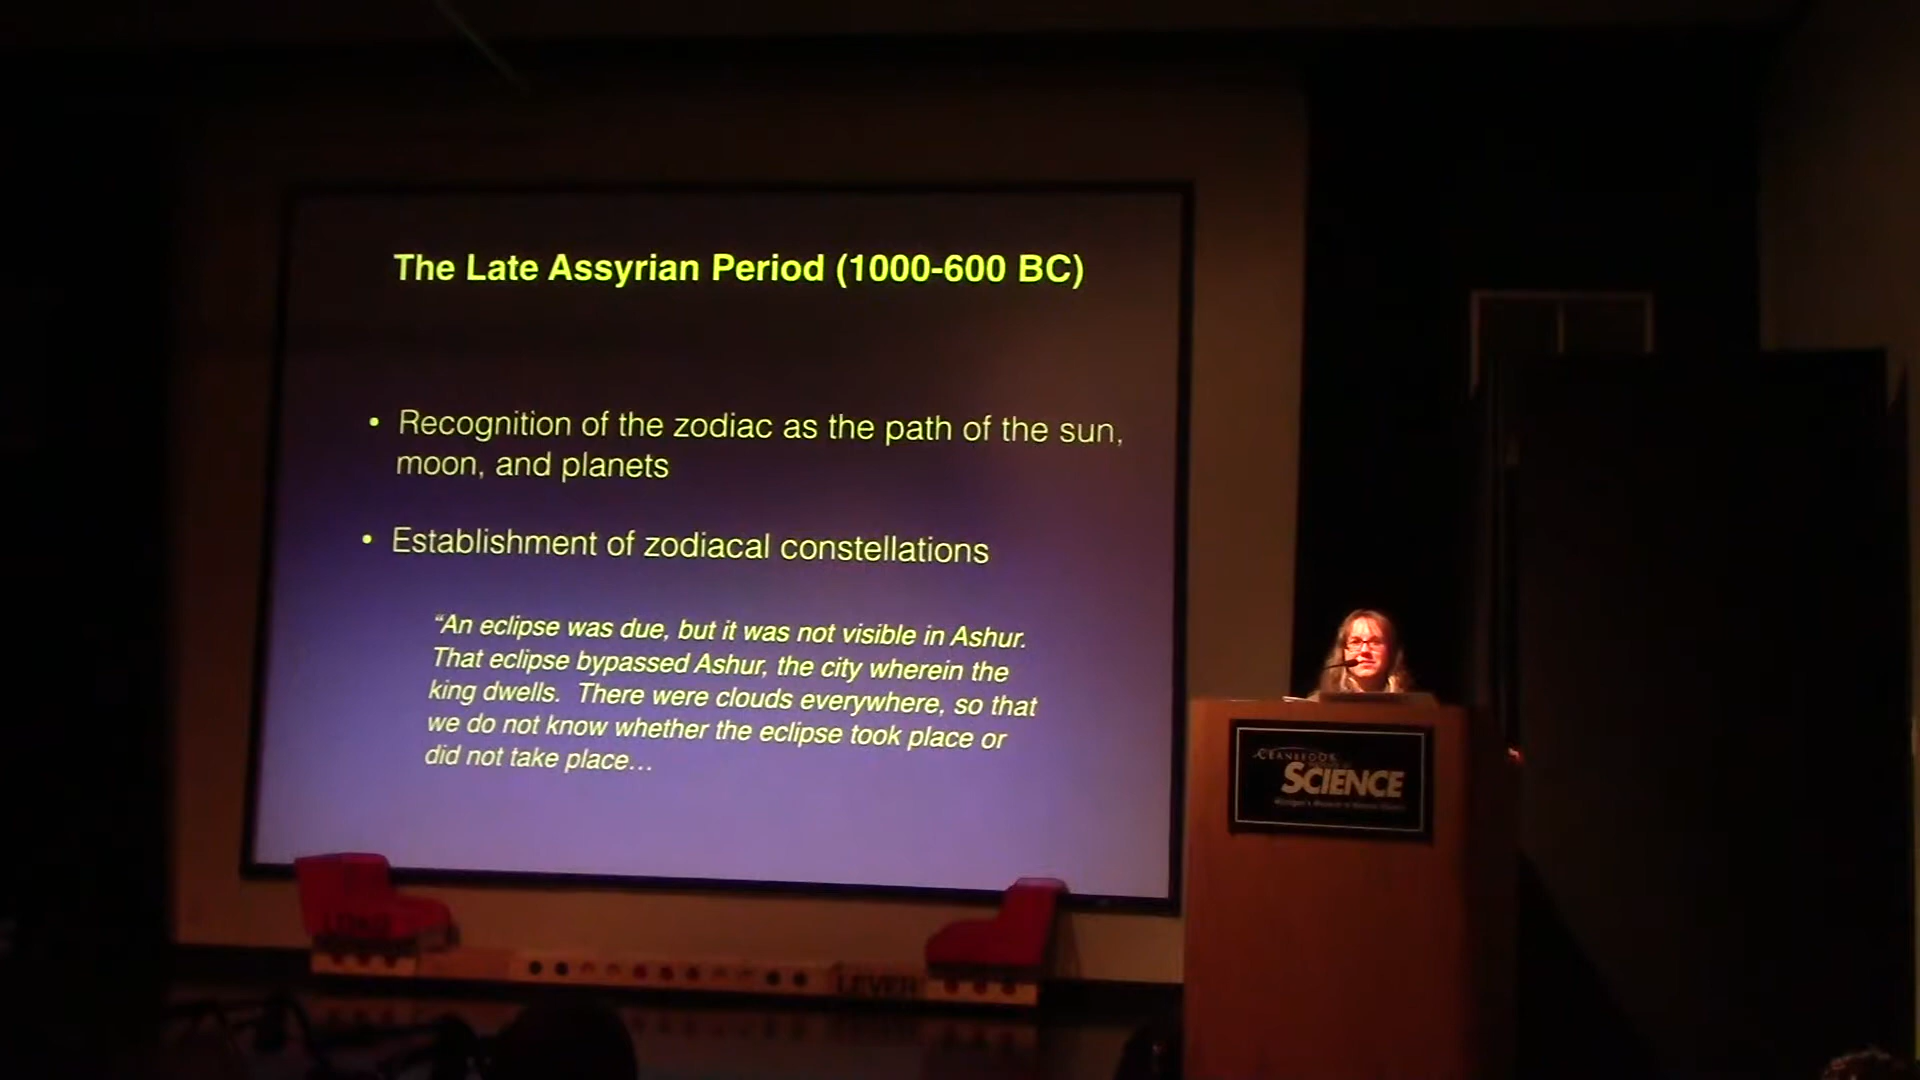 The Late Assyrian Period (1000-600 BC)
• Recognition of the zodiac as the path of the sun,
moon, and planets
• Establishment of zodiacal constellations
“An eclipse was due, but it was not visible in Ashur.
That eclipse bypassed Ashur, the city wherein the
king dwells.  There were clouds everywhere, so that
we do not know whether the eclipse took place or
did not take place…
CRANBROOK
SCIENCE
LEVER